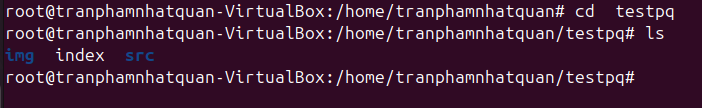 root@tranphamnhatquan-VirtualBox:/home/tranphamnhatquan# cd  testpq
root@tranphamnhatquan-VirtualBox:/home/tranphamnhatquan/testpq# ls
img  index  src
root@tranphamnhatquan-VirtualBox:/home/tranphamnhatquan/testpq#